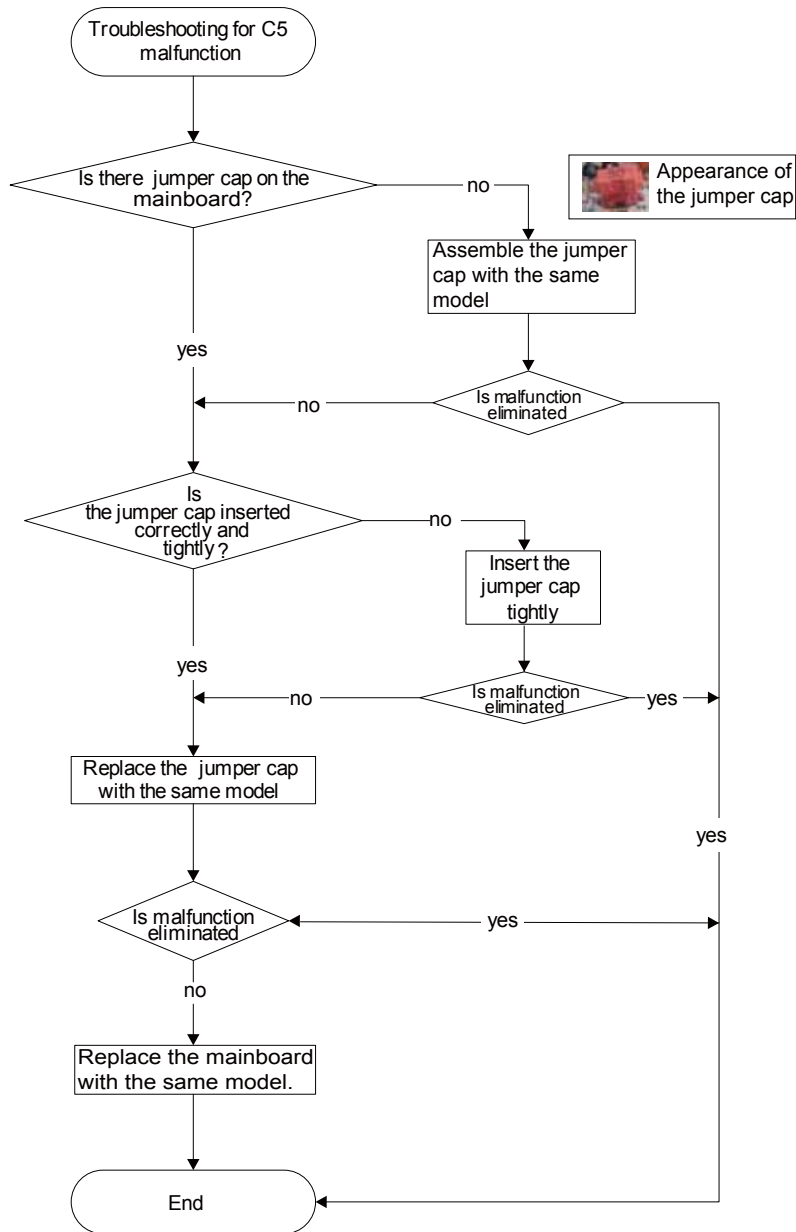 Troubleshooting for C5
malfunction
Is there jumper cap on the
mainboard?
no
Appearance of
the jumper cap
Assemble the jumper
cap with the same
model
yes
no
Is malfunction
eliminated
Is
the jumper cap inserted
correctly and
tightly ?
no
Insert the
jumper cap
tightly
yes
no
Is malfunction
eliminated
yes
Replace the jumper cap
with the same model
yes
Is malfunction
eliminated
yes
no
Replace the mainboard
with the same model.
End